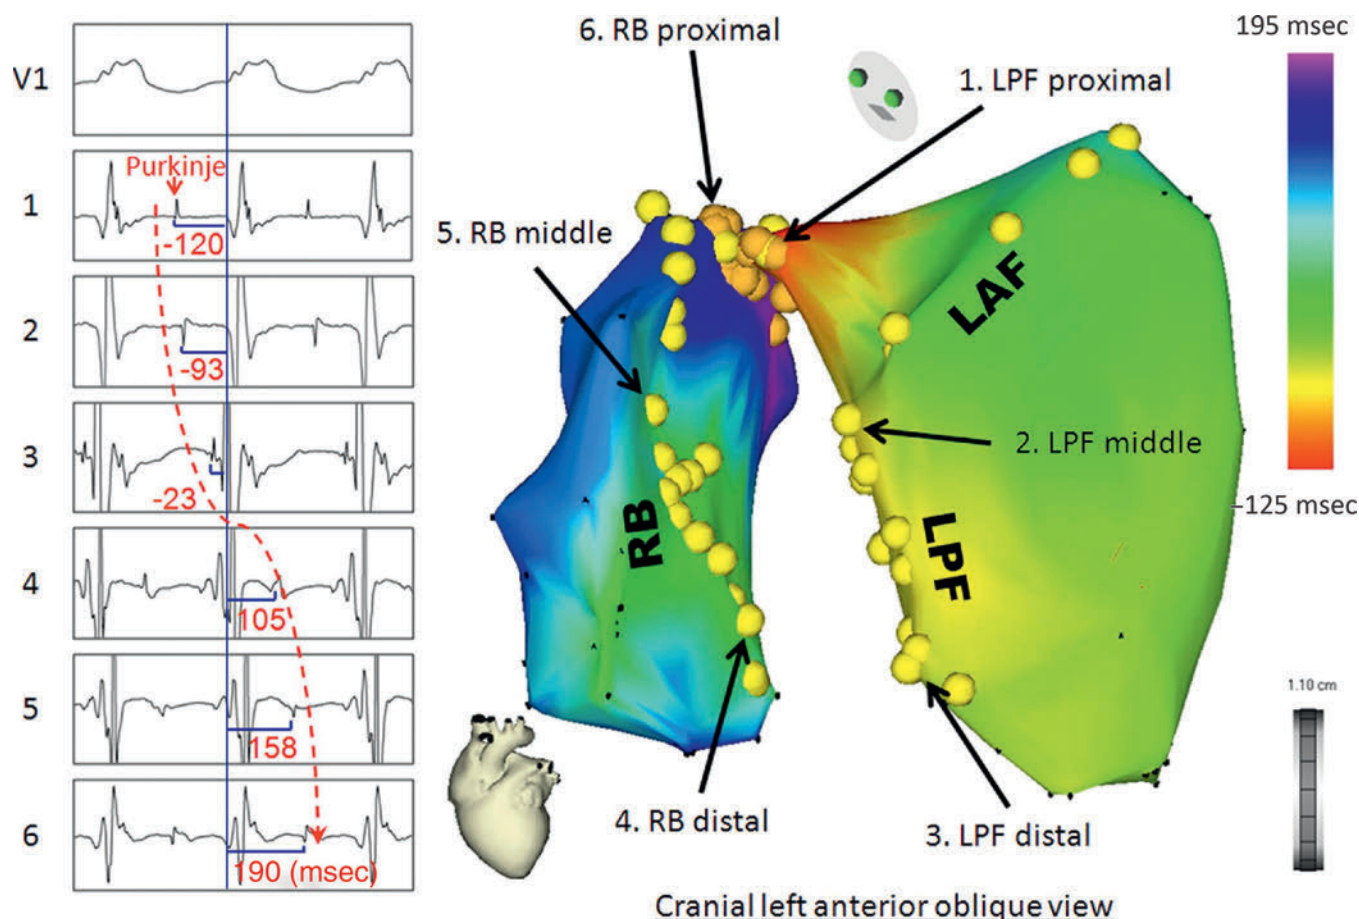 V1
1
Purkinje
-120
2
-93
3
-23
4
105
5
158
6
190 (msec)
6. RB proximal
1. LPF proximal
5. RB middle
LAF
2. LPF middle
RB
LPF
4. RB distal
3. LPF distal
195 msec
–125 msec
1.10 cm
Cranial left anterior oblique view